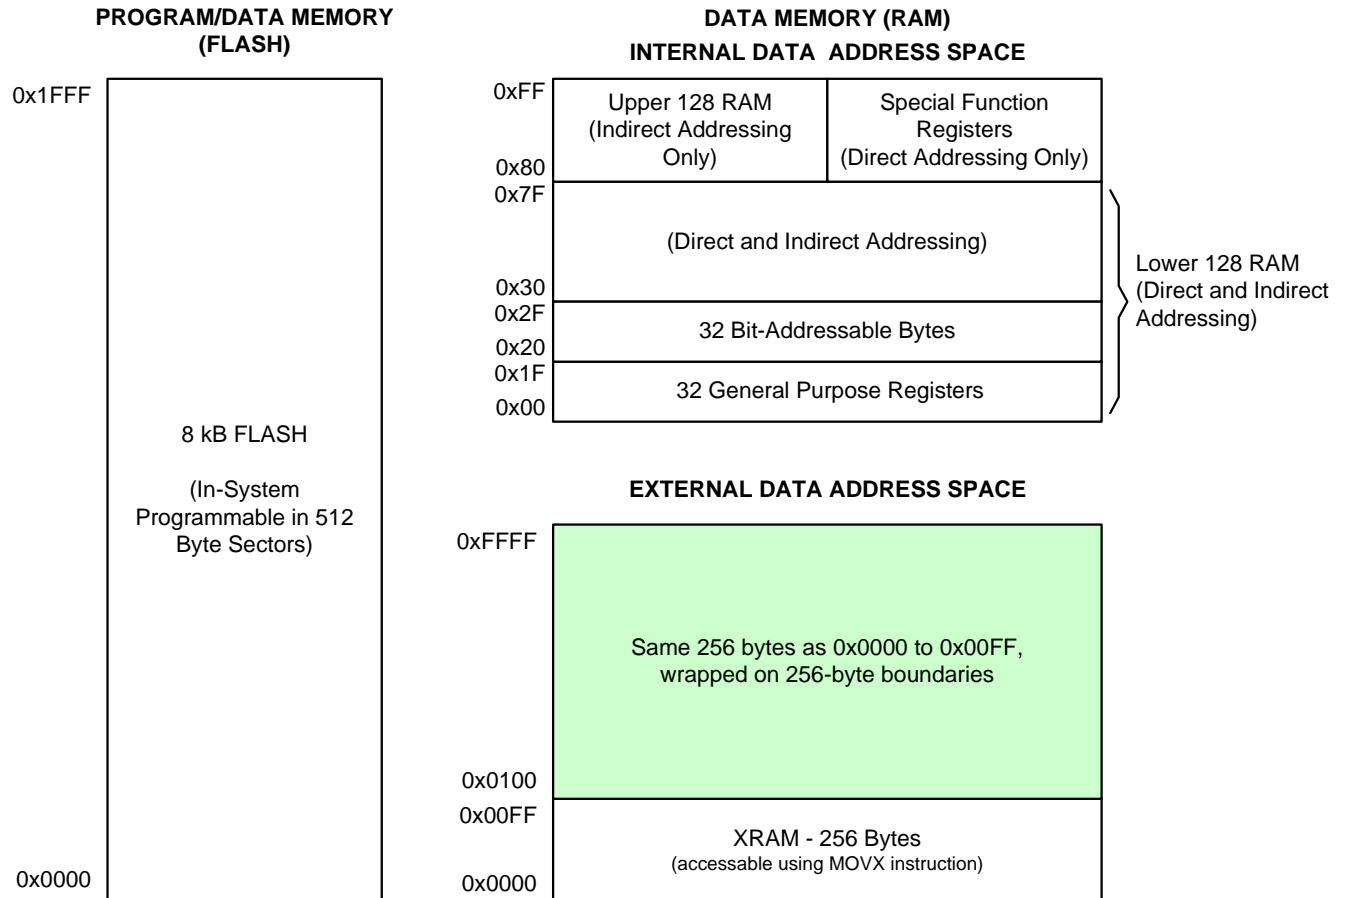 PROGRAM/DATA MEMORY
(FLASH)
0x1FFF
8 kB FLASH
(In-System
Programmable in 512
Byte Sectors)
0x0000
DATA MEMORY (RAM)
INTERNAL DATA ADDRESS SPACE
0xFF
Upper 128 RAM
(Indirect Addressing
Only)
Special Function
Registers
(Direct Addressing Only)
0x80
0x7F
(Direct and Indirect Addressing)
0x30
0x2F
32 Bit-Addressable Bytes
0x20
0x1F
32 General Purpose Registers
0x00
Lower 128 RAM
(Direct and Indirect
Addressing)
EXTERNAL DATA ADDRESS SPACE
0xFFFF
Same 256 bytes as 0x0000 to 0x00FF,
wrapped on 256-byte boundaries
0x0100
0x00FF
XRAM - 256 Bytes
(accessable using MOVX instruction)
0x0000